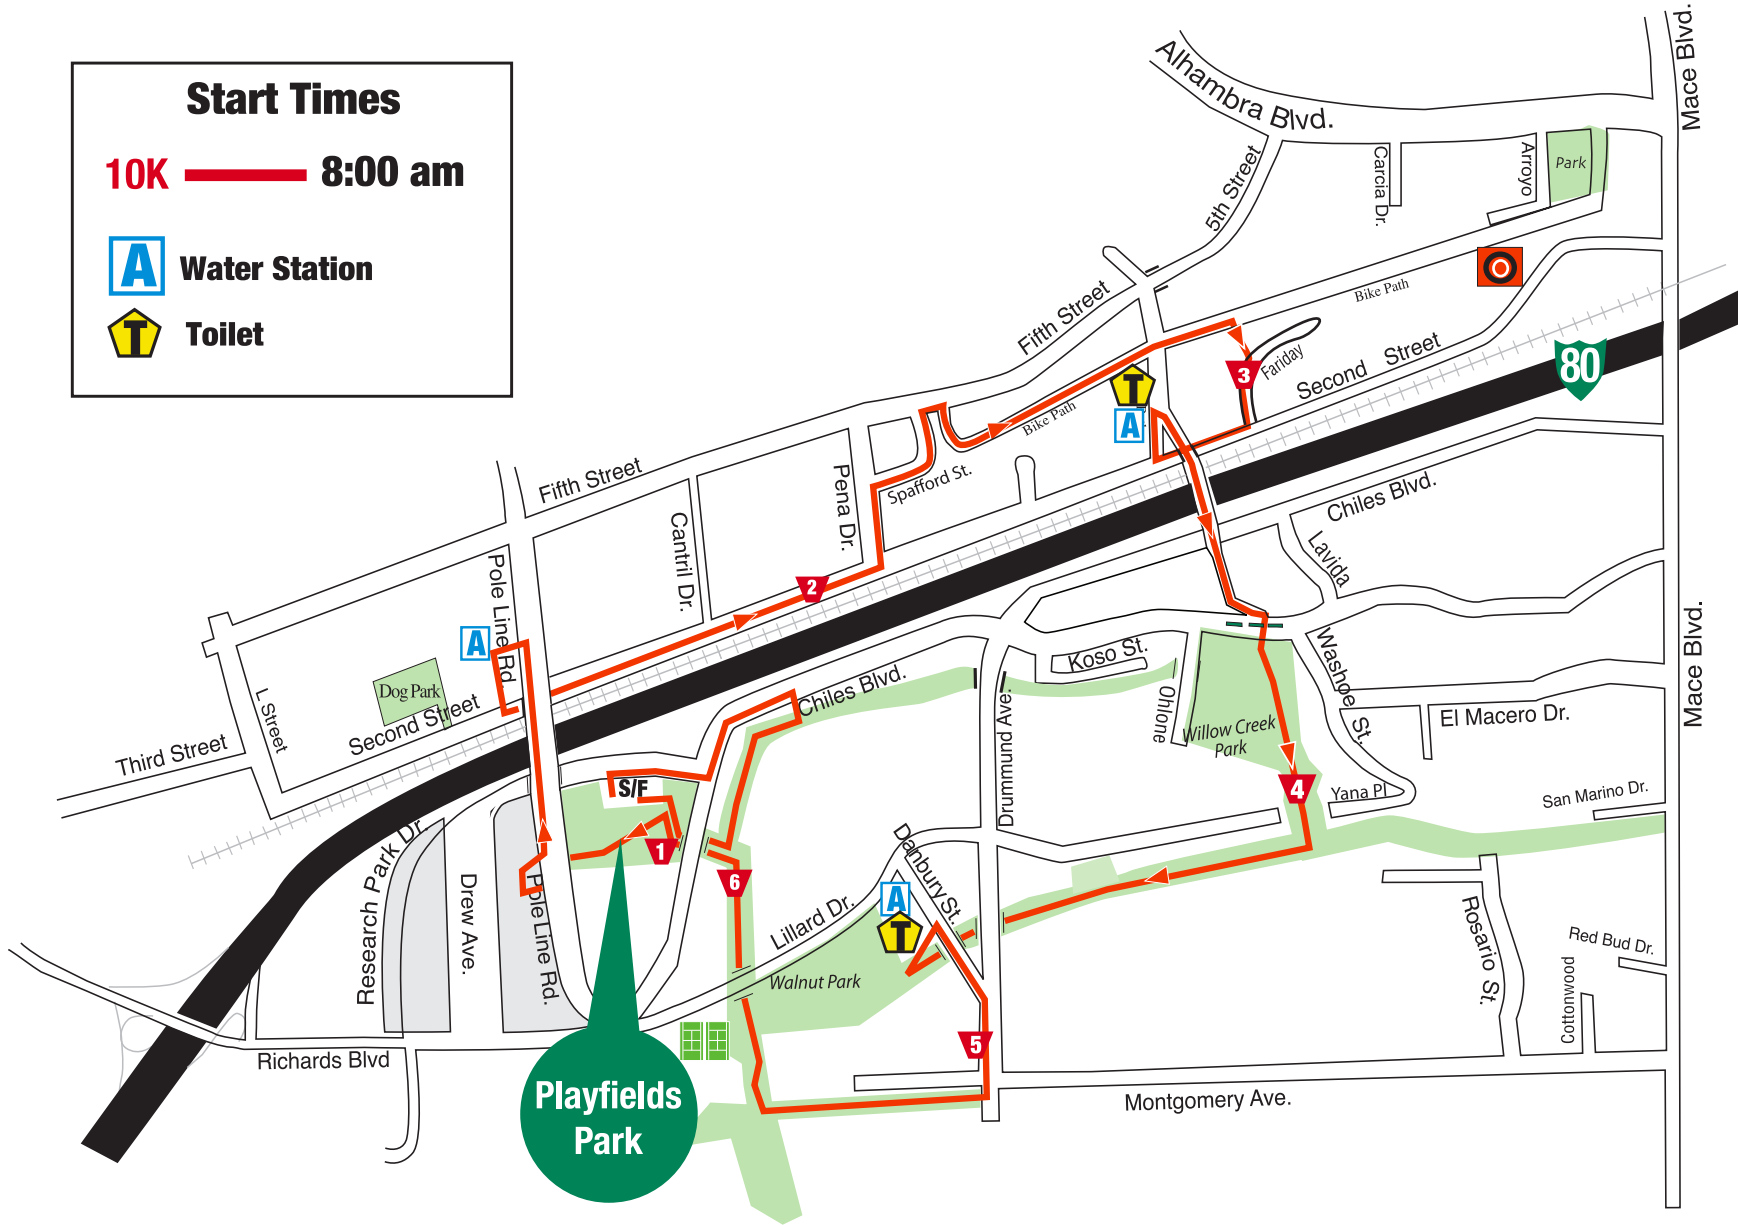 Start Times
10K 8:00 am
A Water Station
T Toilet
Mace Blvd.
Alhambra Blvd.
5th Street
Carcia Dr.
Arroyo
Park
Bike Path
Fifth Street
3
Fariday
Second Street
80
T
A
Bike Path
Spafford St.
Pena Dr.
Fifth Street
Cantril Dr.
Pole Line Rd.
2
A
Dog Park
L Street
Second Street
Third Street
Chiles Blvd.
Lavida
Koso St.
Ohlone
Washoe St.
Willow Creek
Park
El Macero Dr.
Mace Blvd.
Yana Pl
San Marino Dr.
4
Chiles Blvd.
Drummund Ave.
S/F
1
6
Research Park Dr.
Drew Ave.
Pole Line Rd.
Danbury St.
Lillard Dr.
A
T
Walnut Park
5
Rosario St.
Red Bud Dr.
Cottonwood
Richards Blvd
Playfields
Park
Montgomery Ave.